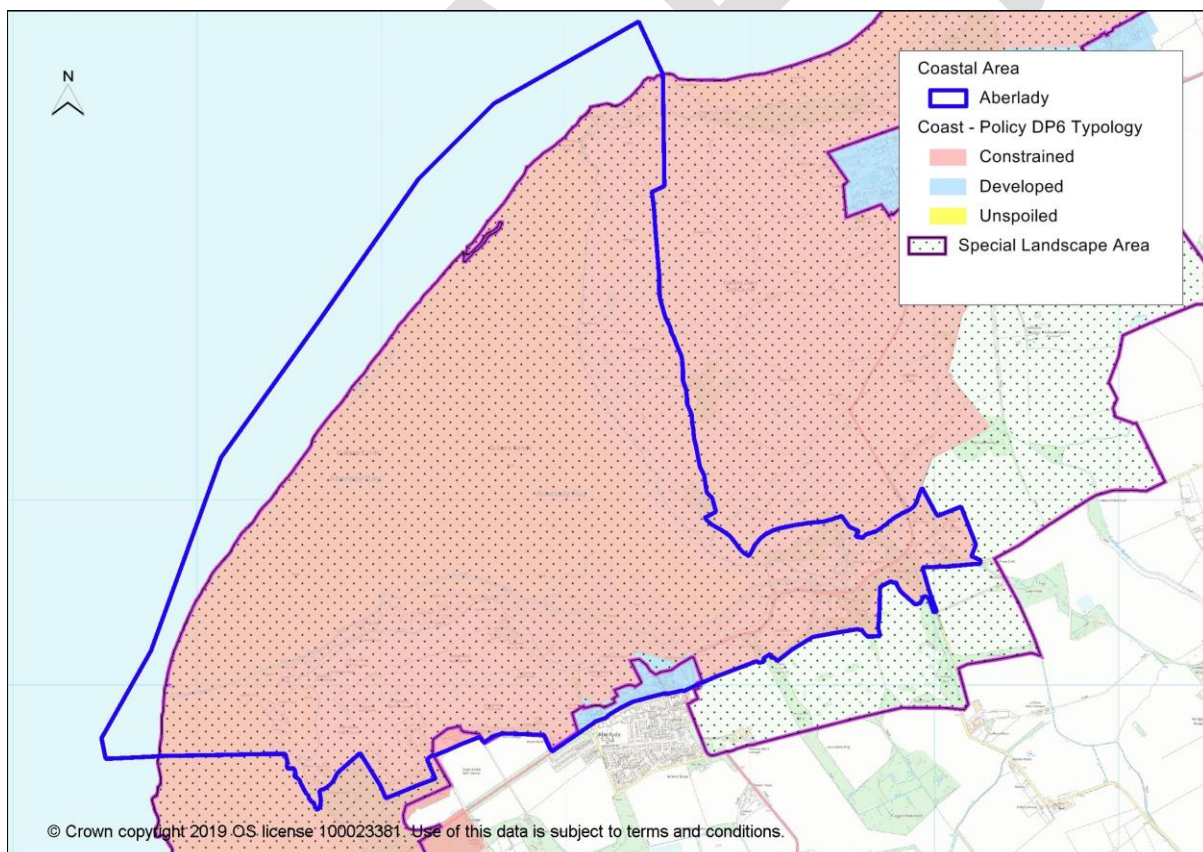 N
Coastal Area
Aberlady
Coast - Policy DP6 Typology
Constrained
Developed
Unspoiled
Special Landscape Area
Aberlady
© Crown copyright 2019 OS license 100023381. Use of this data is subject to terms and conditions.